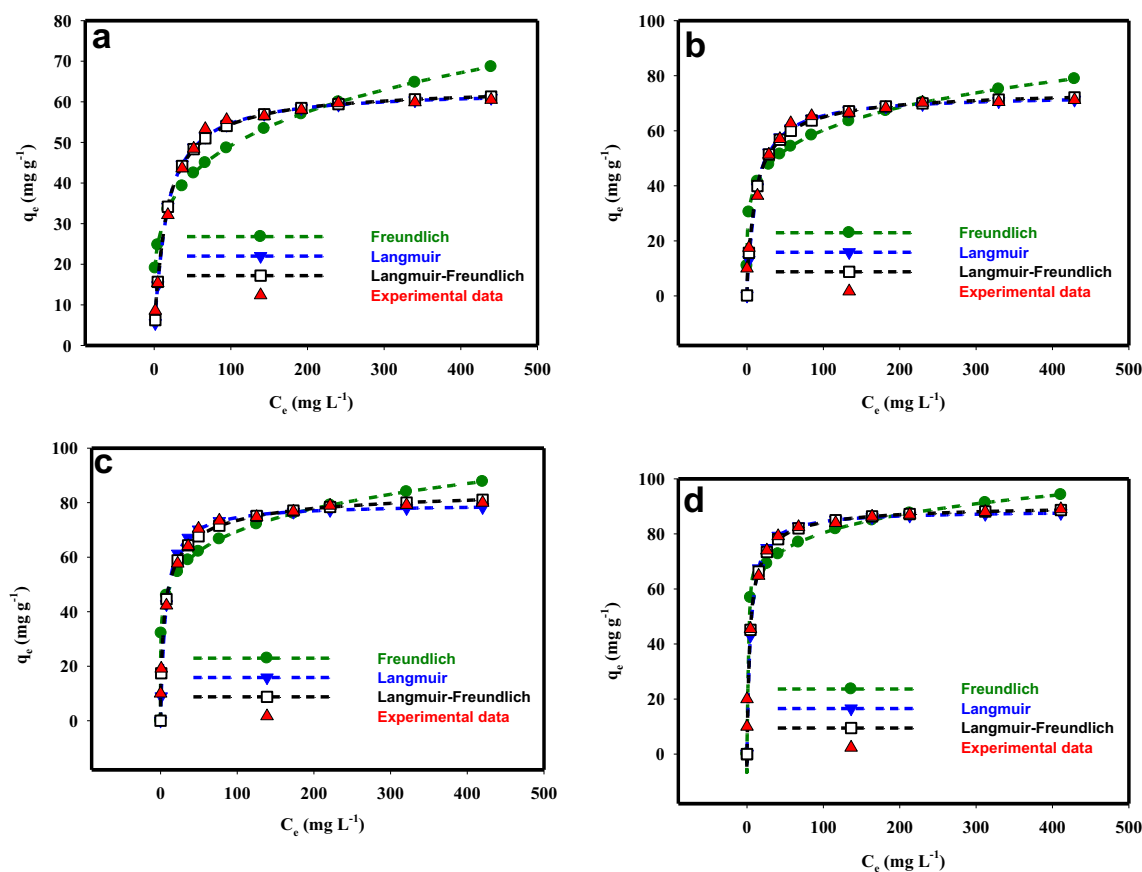 a
80
70
60
50
40
30
20
10
0
qe (mg g-1)
Freundlich
Langmuir
Langmuir-Freundlich
Experimental data
0 100 200 300 400 500
Ce (mg L-1)
b
100
80
60
40
20
0
qe (mg g-1)
Freundlich
Langmuir
Langmuir-Freundlich
Experimental data
0 100 200 300 400 500
Ce (mg L-1)
c
100
80
60
40
20
0
qe (mg g-1)
Freundlich
Langmuir
Langmuir-Freundlich
Experimental data
0 100 200 300 400 500
Ce (mg L-1)
d
100
80
60
40
20
0
qe (mg g-1)
Freundlich
Langmuir
Langmuir-Freundlich
Experimental data
0 100 200 300 400 500
Ce (mg L-1)